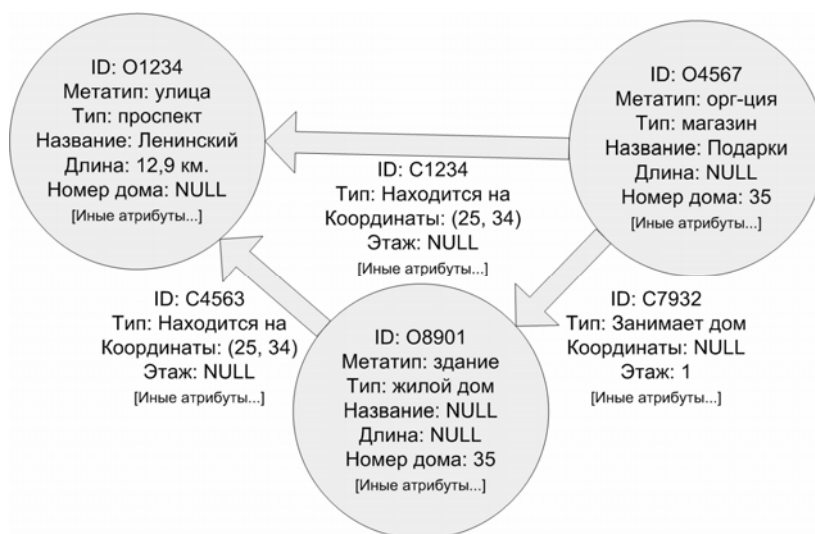 ID: O1234
Метатип: улица
Тип: проспект
Название: Ленинский
Длина: 12,9 км.
Номер дома: NULL
[Иные атрибуты...]
ID: O4567
Метатип: орг-ция
Тип: магазин
Название: Подарки
Длина: NULL
Номер дома: 35
[Иные атрибуты...]
ID: C1234
Тип: Находится на
Координаты: (25, 34)
Этаж: NULL
[Иные атрибуты...]
ID: C4563
Тип: Находится на
Координаты: (25, 34)
Этаж: NULL
[Иные атрибуты...]
ID: O8901
Метатип: здание
Тип: жилой дом
Название: NULL
Длина: NULL
Номер дома: 35
[Иные атрибуты...]
ID: C7932
Тип: Занимает дом
Координаты: NULL
Этаж: 1
[Иные атрибуты...]